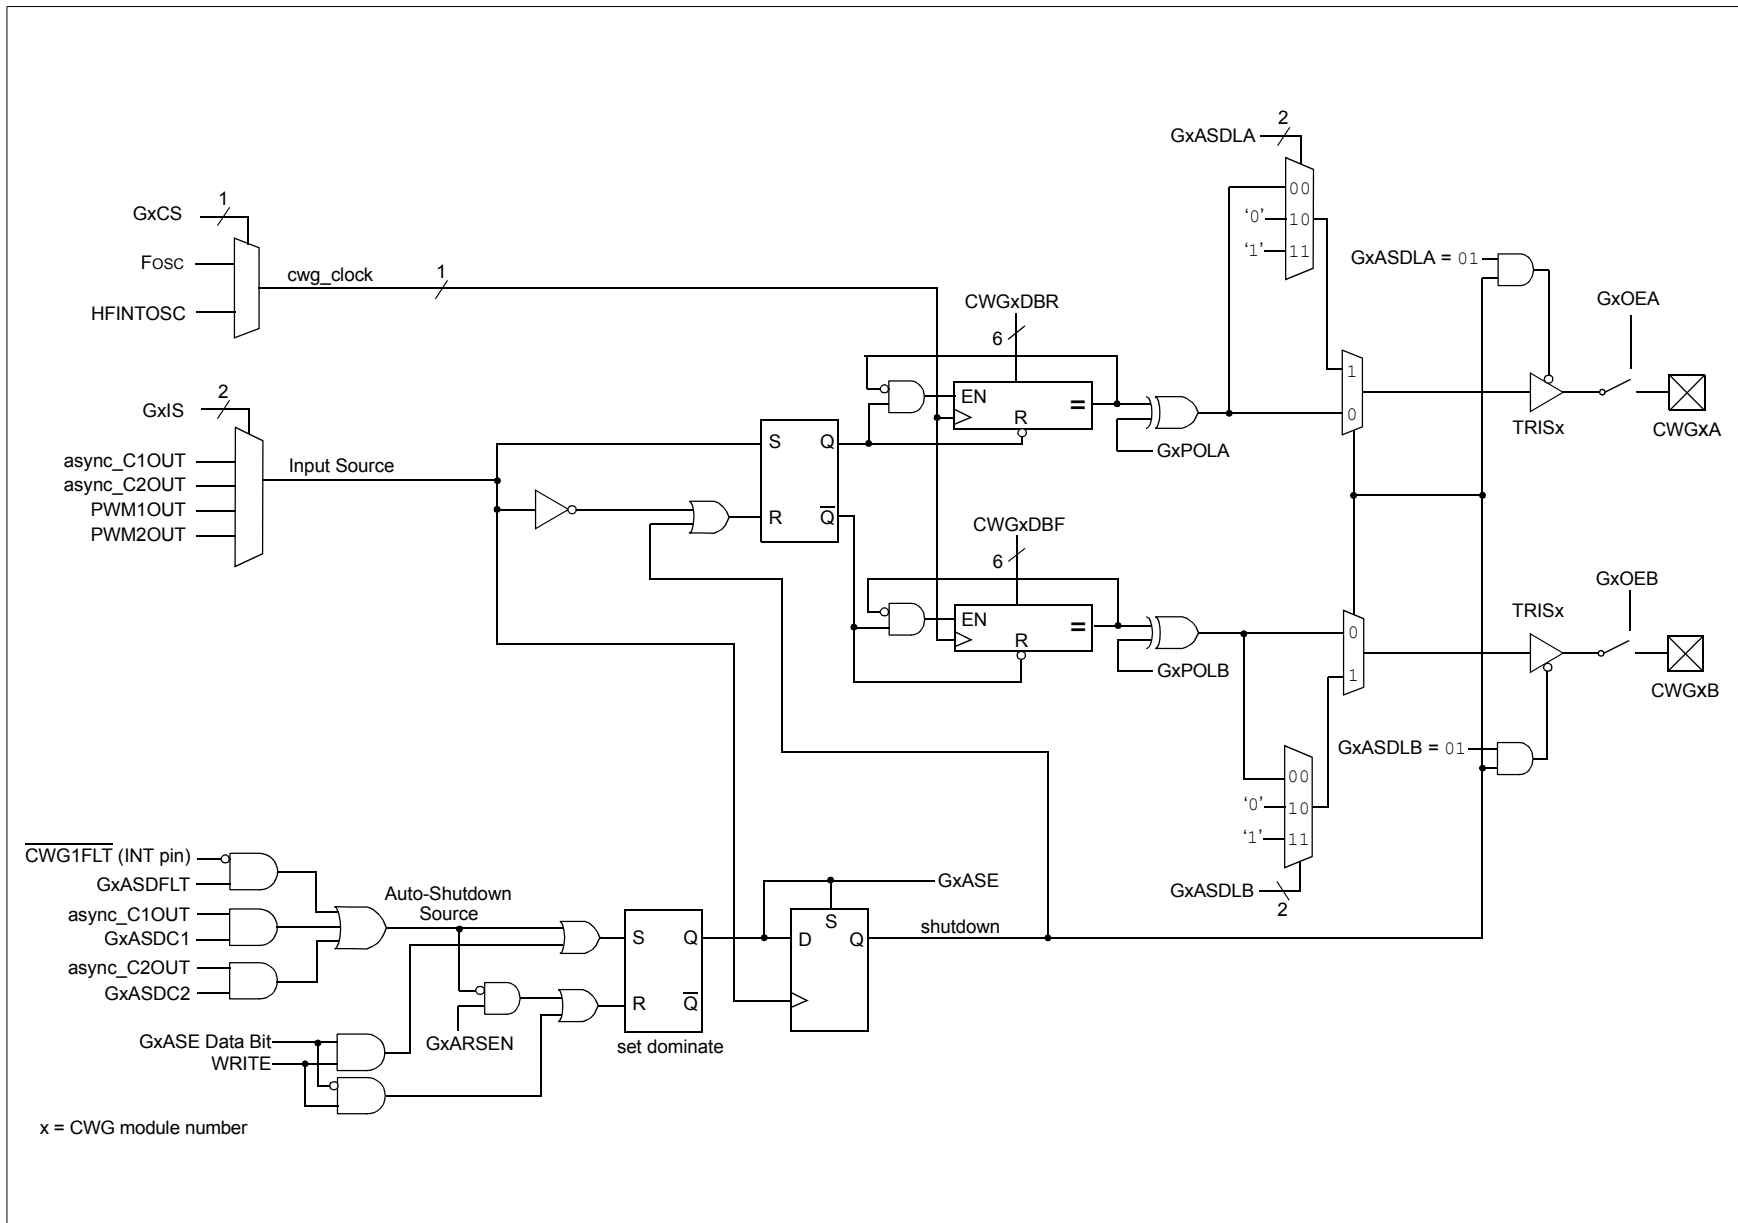 GxCS
1
FOSC
HFINTOSC
cwg_clock
1
GxIS
2
async_C1OUT
async_C2OUT
PWM1OUT
PWM2OUT
Input Source
S
Q
R
Q̅
CWGxDBR
6
EN
=
R
GxPOLA
CWGxDBF
6
EN
=
R
GxPOLB
GxASDLA
2
00
‘0’
10
‘1’
11
1
0
GxASDLA = 01
TRISx
GxOEA
CWGxA
0
1
TRISx
GxOEB
CWGxB
GxASDLB = 01
00
‘0’
10
‘1’
11
GxASDLB
2
C̅W̅G̅1̅F̅L̅T̅ (INT pin)
GxASDFLT
async_C1OUT
GxASDC1
async_C2OUT
GxASDC2
Auto-Shutdown
Source
GxARSEN
GxASE Data Bit
WRITE
S
Q
R
Q̅
set dominate
GxASE
S
D
Q
shutdown
x = CWG module number